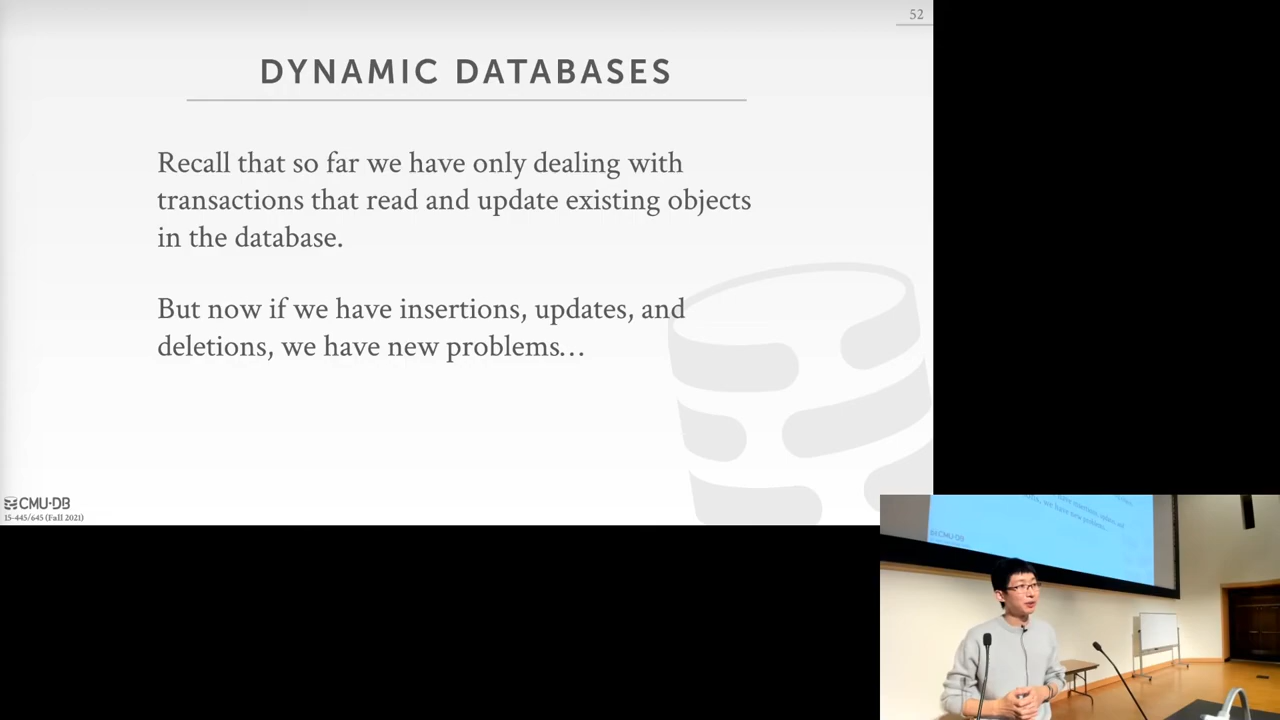 52
DYNAMIC DATABASES
Recall that so far we have only dealing with
transactions that read and update existing objects
in the database.
But now if we have insertions, updates, and
deletions, we have new problems…
CMU·DB
15-445/645 (Fall 2021)